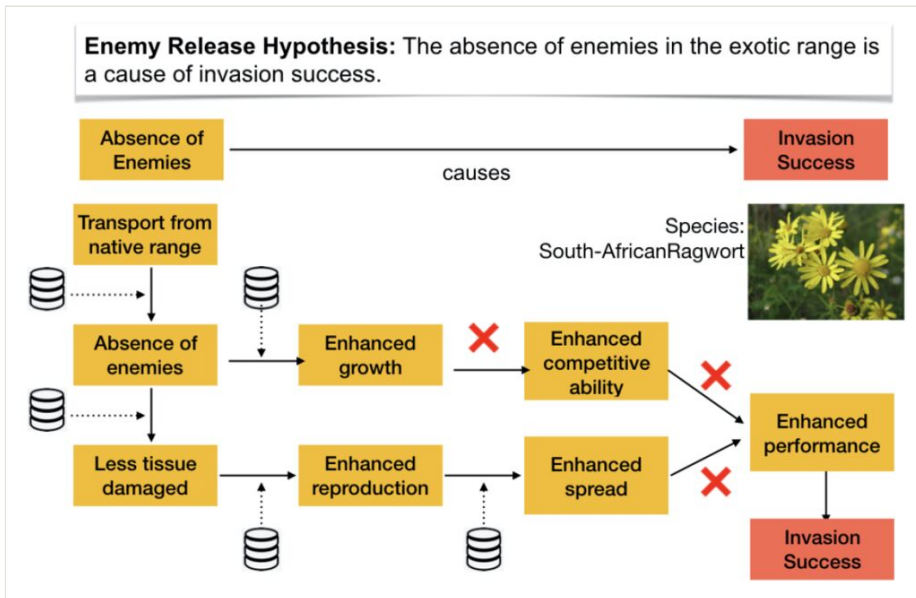 Enemy Release Hypothesis: The absence of enemies in the exotic range is
a cause of invasion success.
Absence of
Enemies
causes
Invasion
Success
Transport from
native range
Species:
South-AfricanRagwort
Absence of
enemies
Enhanced
growth
Enhanced
competitive
ability
Enhanced
performance
Less tissue
damaged
Enhanced
reproduction
Enhanced
spread
Invasion
Success